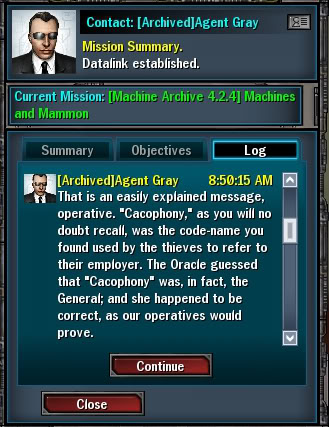 Contact: [Archived]Agent Gray
Mission Summary.
Datalink established.
Current Mission: [Machine Archive 4.2.4] Machines
and Mammon
Summary
Objectives
Log
[Archived]Agent Gray 8:50:15 AM
That is an easily explained message,
operative. "Cacophony," as you will no
doubt recall, was the code-name you
found used by the thieves to refer to
their employer. The Oracle guessed
that "Cacophony" was, in fact, the
General; and she happened to be
correct, as our operatives would
prove.
Continue
Close